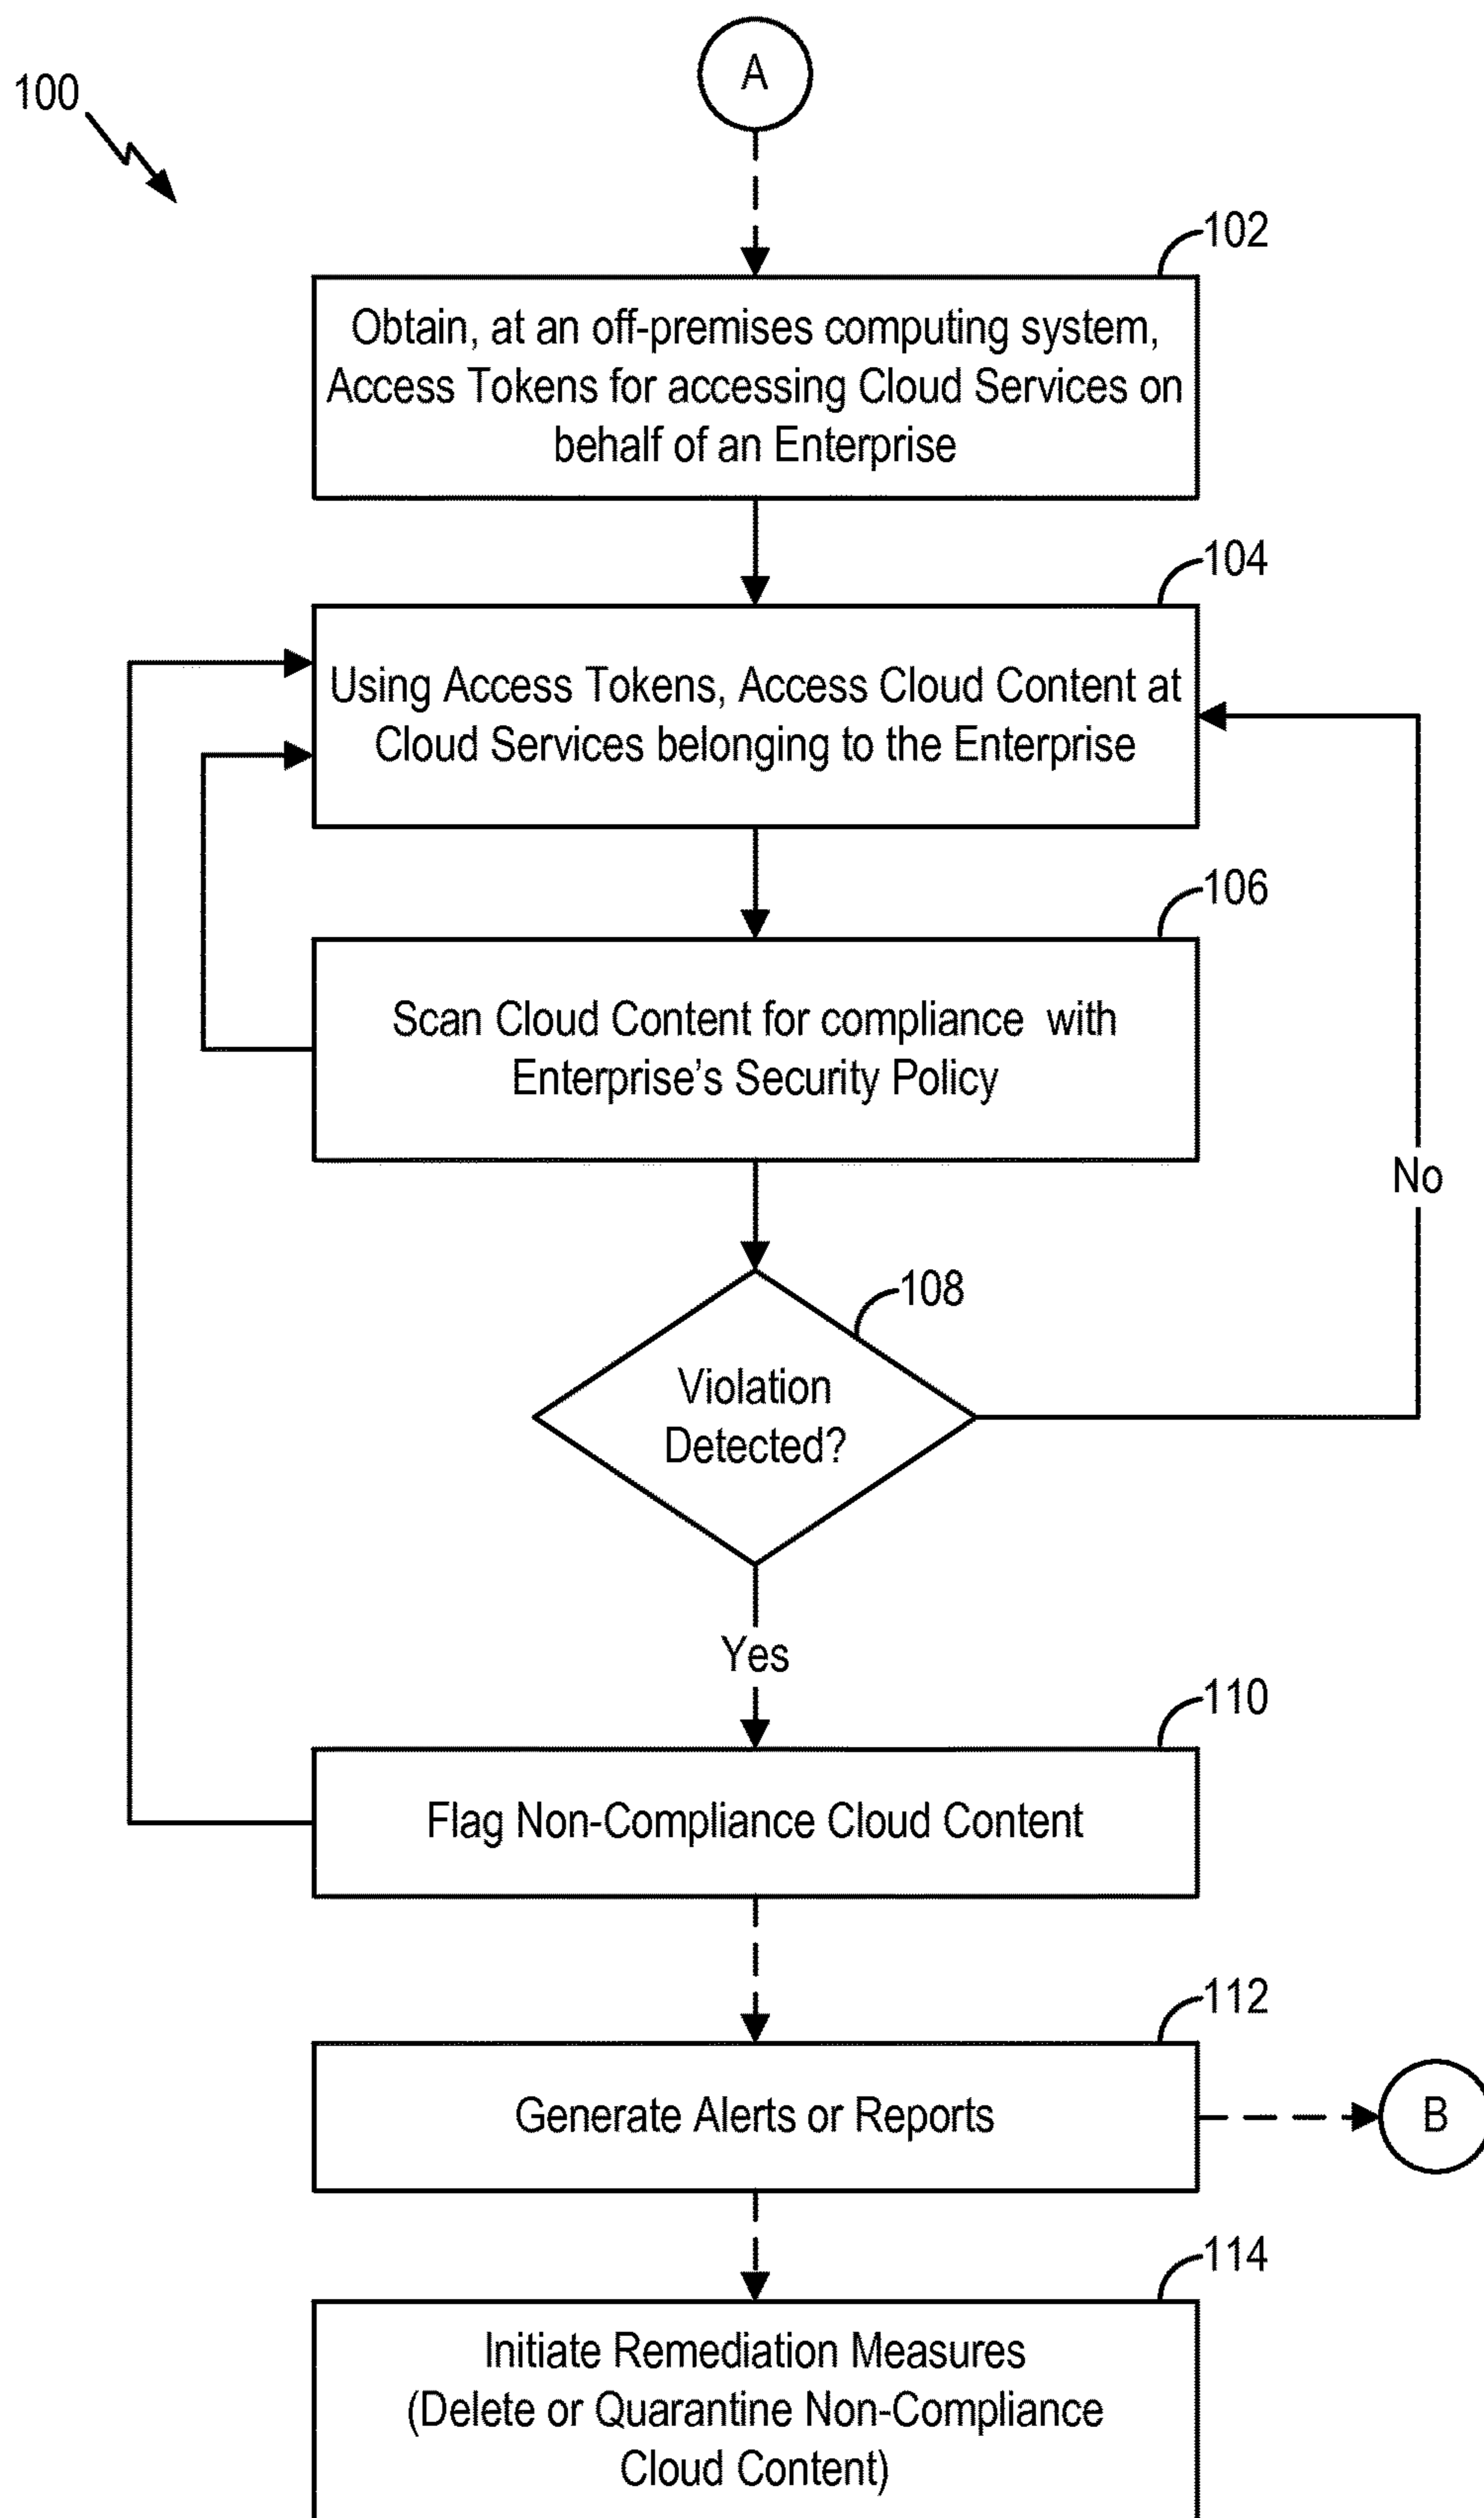 A
100
102
Obtain, at an off-premises computing system,
Access Tokens for accessing Cloud Services on
behalf of an Enterprise
104
Using Access Tokens, Access Cloud Content at
Cloud Services belonging to the Enterprise
106
Scan Cloud Content for compliance with
Enterprise's Security Policy
No
108
Violation
Detected?
Yes
110
Flag Non-Compliance Cloud Content
112
Generate Alerts or Reports
B
114
Initiate Remediation Measures
(Delete or Quarantine Non-Compliance
Cloud Content)